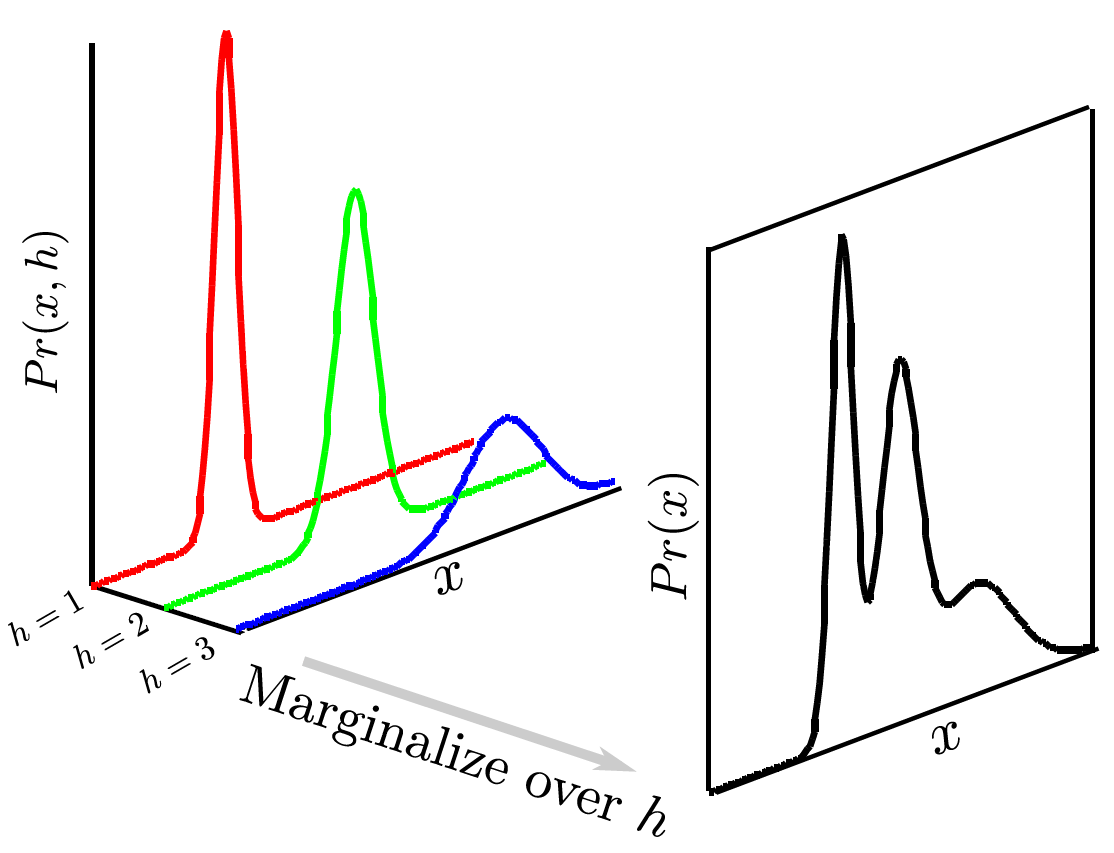 Pr(x, h)
h = 1
h = 2
h = 3
x
Marginalize over h
Pr(x)
x